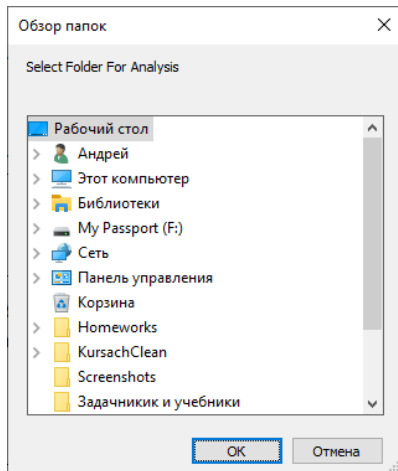 Обзор папок
Select Folder For Analysis
Рабочий стол
Андрей
Этот компьютер
Библиотеки
My Passport (F:)
Сеть
Панель управления
Корзина
Homeworks
KursachClean
Screenshots
Задачникик и учебники
OK
Отмена